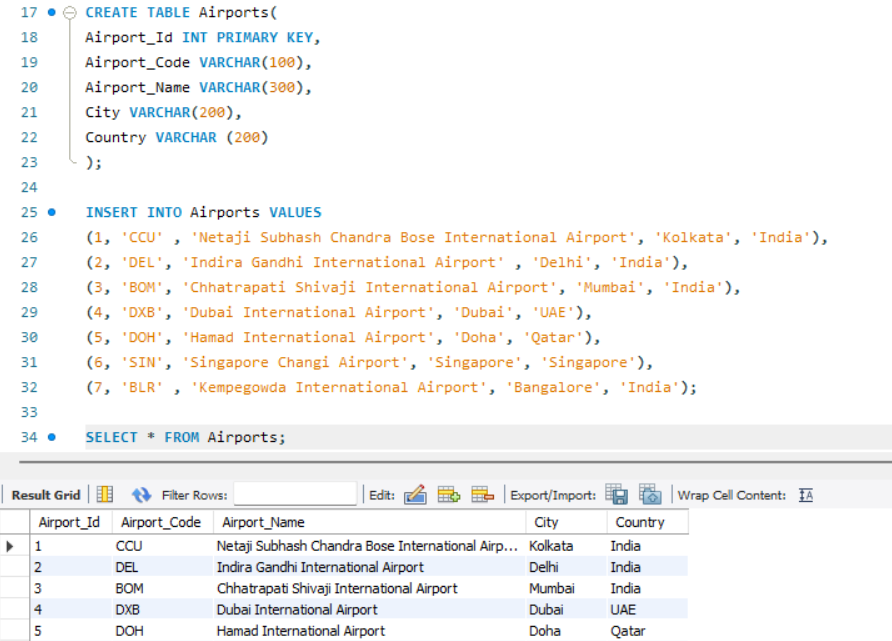 17 CREATE TABLE Airports(
18 Airport_Id INT PRIMARY KEY,
19 Airport_Code VARCHAR(100),
20 Airport_Name VARCHAR(300),
21 City VARCHAR(200),
22 Country VARCHAR (200)
23 );
24
25 INSERT INTO Airports VALUES
26 (1, 'CCU' , 'Netaji Subhash Chandra Bose International Airport', 'Kolkata', 'India'),
27 (2, 'DEL', 'Indira Gandhi International Airport' , 'Delhi', 'India'),
28 (3, 'BOM', 'Chhatrapati Shivaji International Airport', 'Mumbai', 'India'),
29 (4, 'DXB', 'Dubai International Airport', 'Dubai', 'UAE'),
30 (5, 'DOH', 'Hamad International Airport', 'Doha', 'Qatar'),
31 (6, 'SIN', 'Singapore Changi Airport', 'Singapore', 'Singapore'),
32 (7, 'BLR' , 'Kempegowda International Airport', 'Bangalore', 'India');
33
34 SELECT * FROM Airports;
Result Grid Filter Rows: Edit: Export/Import: Wrap Cell Content: IA
Airport_Id Airport_Code Airport_Name City Country
1 CCU Netaji Subhash Chandra Bose International Airp... Kolkata India
2 DEL Indira Gandhi International Airport Delhi India
3 BOM Chhatrapati Shivaji International Airport Mumbai India
4 DXB Dubai International Airport Dubai UAE
5 DOH Hamad International Airport Doha Qatar